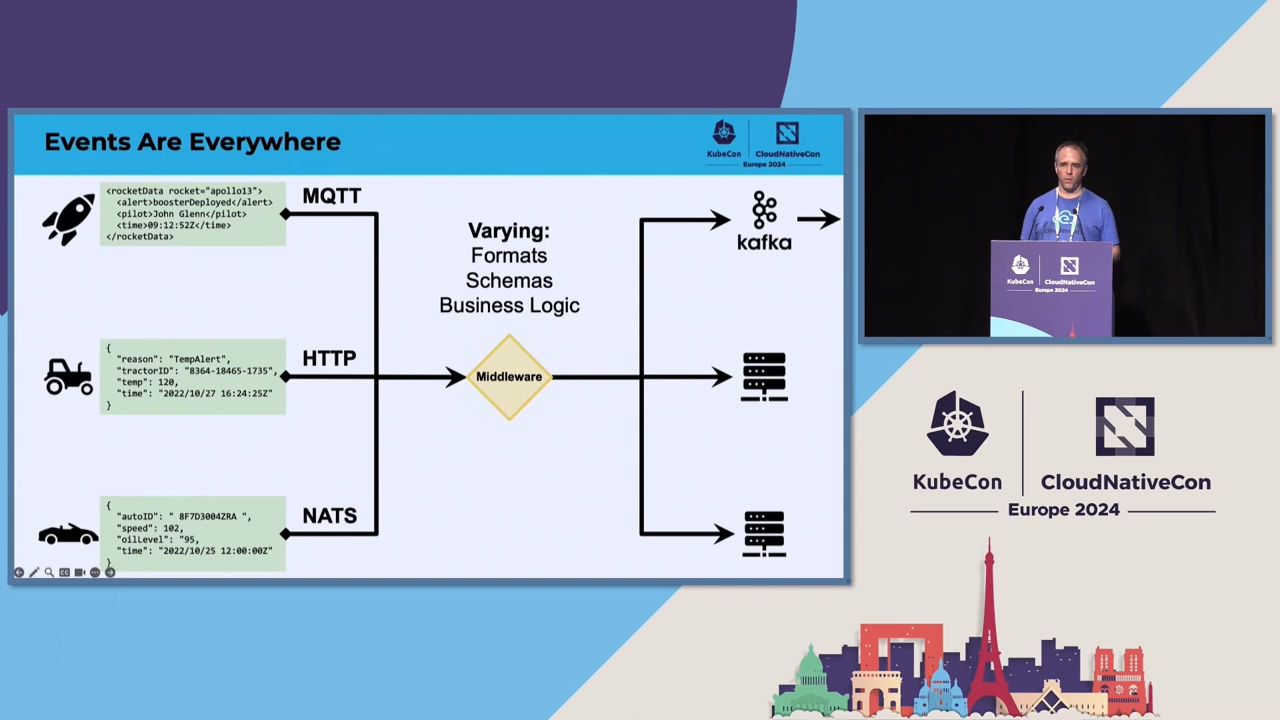 Events Are Everywhere
KubeCon
CloudNativeCon
Europe 2024
<rocketData rocket="apollo13">
<alert>boosterDeployed</alert>
<pilot>John Glenn</pilot>
<time>09:12:52Z</time>
</rocketData>
MQTT
Varying:
Formats
Schemas
Business Logic
kafka
{
"reason": "TempAlert",
"tractorID": "8364-18465-1735",
"temp": 120,
"time": "2022/10/27 16:24:25Z"
}
HTTP
Middleware
{
"autoID": " 8F7D3004ZRA ",
"speed": 102,
"oilLevel": "95,
"time": "2022/10/25 12:00:00Z"
}
NATS
KubeCon
CloudNativeCon
Europe 2024
KubeCon
CloudNativeCon
Europe 2024